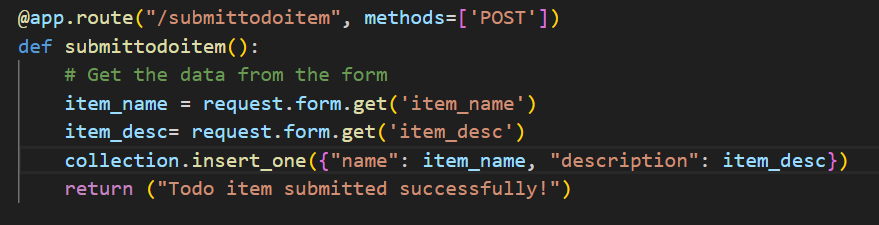 @app.route("/submittodoitem", methods=['POST'])
def submittodoitem():
    # Get the data from the form
    item_name = request.form.get('item_name')
    item_desc= request.form.get('item_desc')
    collection.insert_one({"name": item_name, "description": item_desc})
    return ("Todo item submitted successfully!")